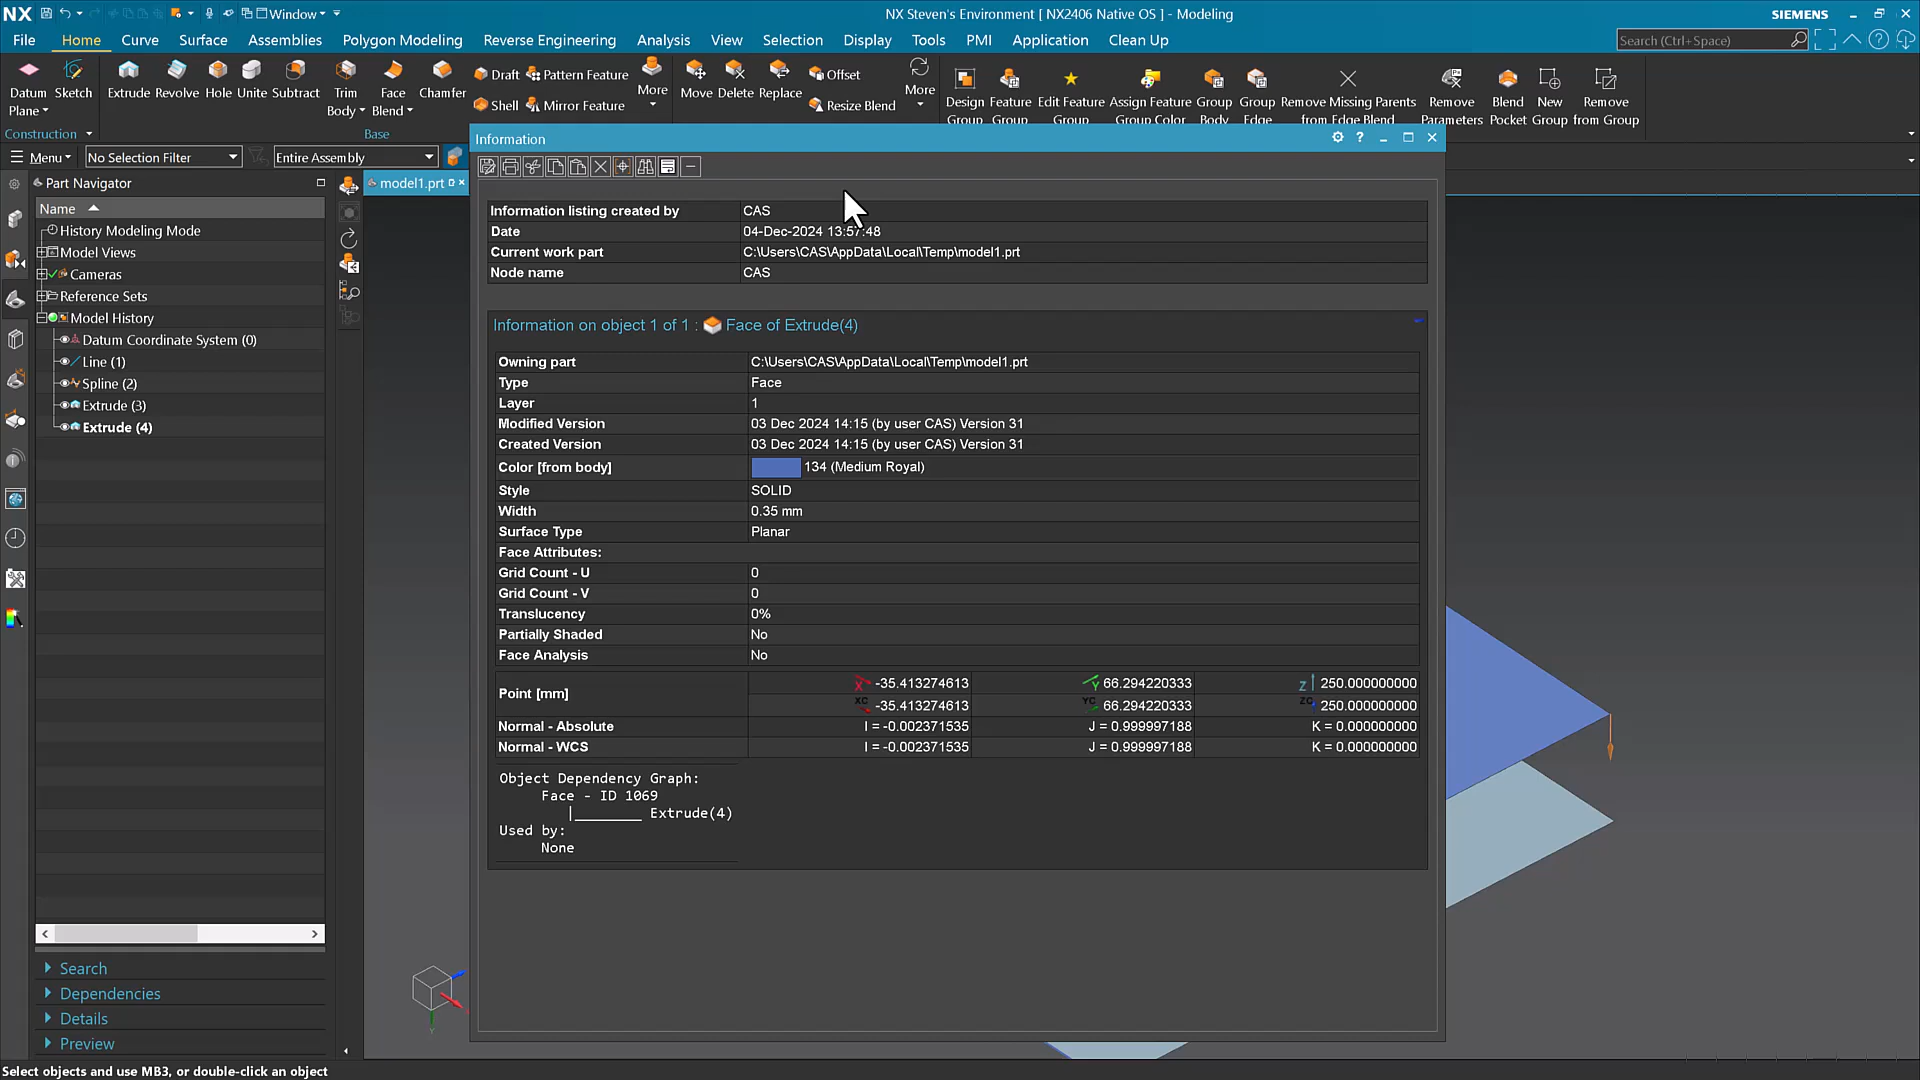 NX
Window
NX Steven's Environment [ NX2406 Native OS ] - Modeling
SIEMENS
File Home Curve Surface Assemblies Polygon Modeling Reverse Engineering Analysis View Selection Display Tools PMI Application Clean Up
Search (Ctrl+Space)
Datum Plane
Sketch
Extrude
Revolve
Hole
Unite
Subtract
Trim Body
Face Blend
Chamfer
Draft
Pattern Feature
Shell
Mirror Feature
More
Move
Delete
Replace
Offset
Resize Blend
More
Design Group
Feature Group
Edit Feature Group
Assign Feature Group Color
Group Body
Group Edge
Remove Missing Parents from Edge Blend
Remove Parameters
Blend Pocket
New Group
Remove from Group
Construction
Base
Menu
No Selection Filter
Entire Assembly
Part Navigator
model1.prt
Name
History Modeling Mode
Model Views
Cameras
Reference Sets
Model History
Datum Coordinate System (0)
Line (1)
Spline (2)
Extrude (3)
Extrude (4)
Search
Dependencies
Details
Preview
Information
Information listing created by CAS
Date 04-Dec-2024 13:57:48
Current work part C:\Users\CAS\AppData\Local\Temp\model1.prt
Node name CAS
Information on object 1 of 1 : Face of Extrude(4)
Owning part C:\Users\CAS\AppData\Local\Temp\model1.prt
Type Face
Layer 1
Modified Version 03 Dec 2024 14:15 (by user CAS) Version 31
Created Version 03 Dec 2024 14:15 (by user CAS) Version 31
Color [from body] 134 (Medium Royal)
Style SOLID
Width 0.35 mm
Surface Type Planar
Face Attributes:
Grid Count - U 0
Grid Count - V 0
Translucency 0%
Partially Shaded No
Face Analysis No
Point [mm] X -35.413274613 Y 66.294220333 Z 250.000000000
XC -35.413274613 YC 66.294220333 ZC 250.000000000
Normal - Absolute I = -0.002371535 J = 0.999997188 K = 0.000000000
Normal - WCS I = -0.002371535 J = 0.999997188 K = 0.000000000
Object Dependency Graph:
Face - ID 1069
|________ Extrude(4)
Used by:
None
Select objects and use MB3, or double-click an object